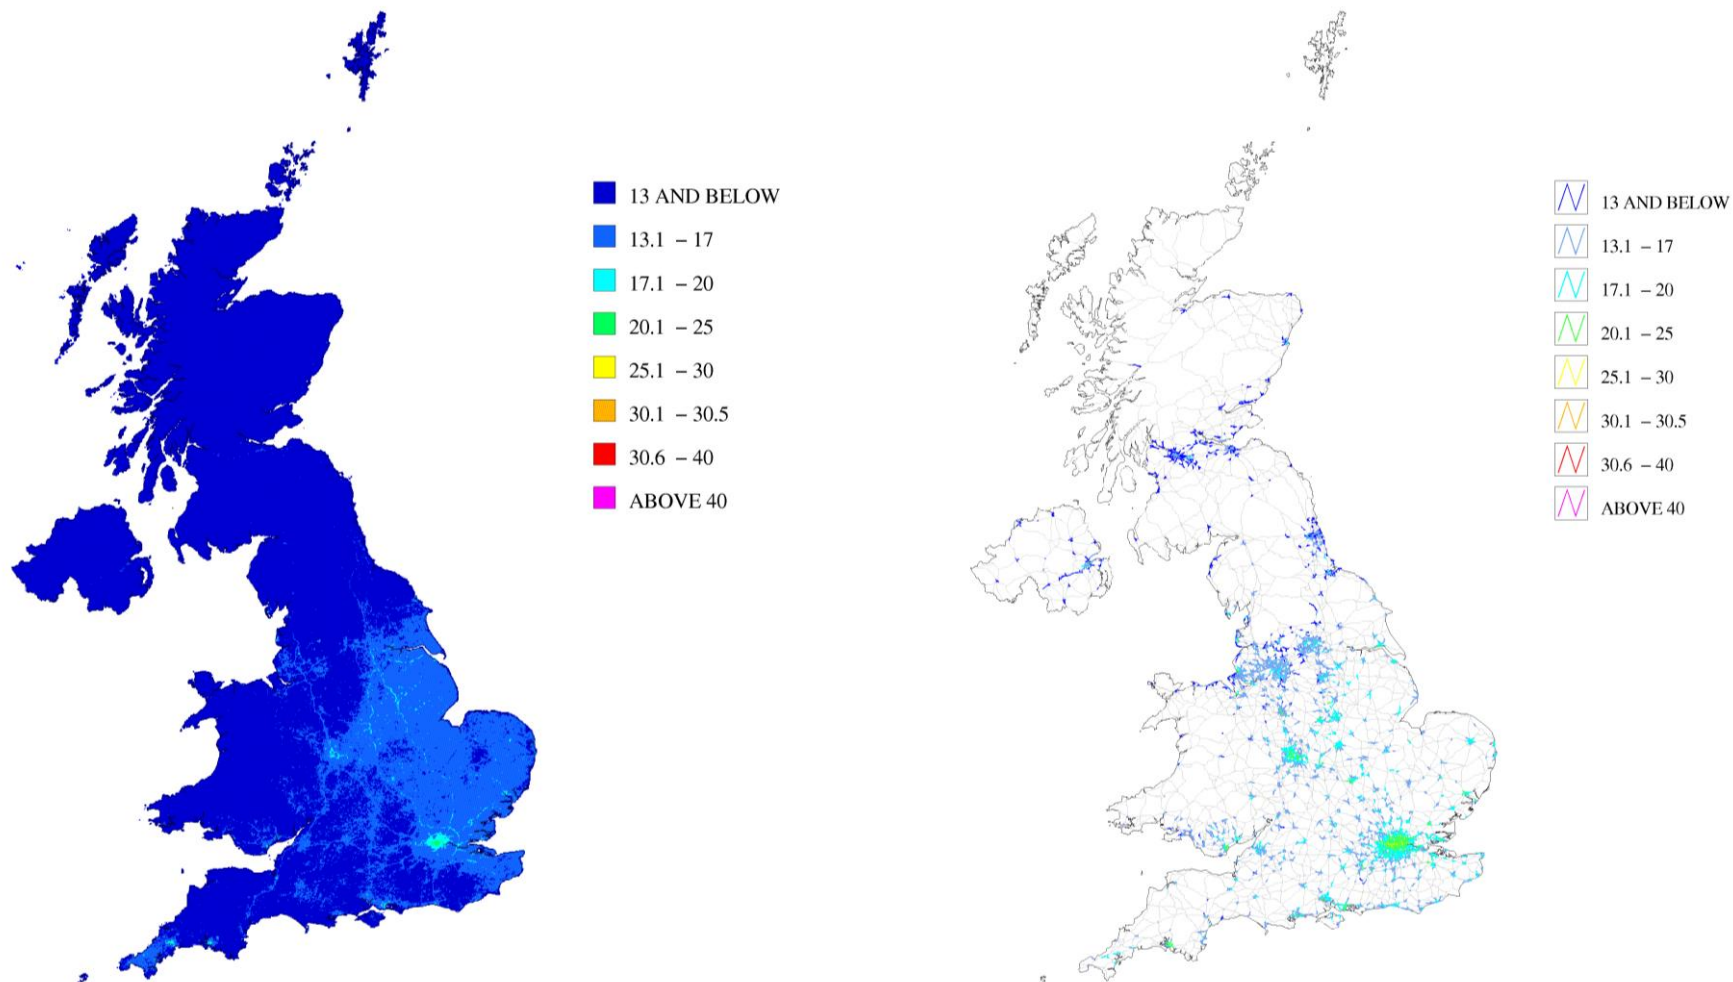 13 AND BELOW
13.1 – 17
17.1 – 20
20.1 – 25
25.1 – 30
30.1 – 30.5
30.6 – 40
ABOVE 40
13 AND BELOW
13.1 – 17
17.1 – 20
20.1 – 25
25.1 – 30
30.1 – 30.5
30.6 – 40
ABOVE 40